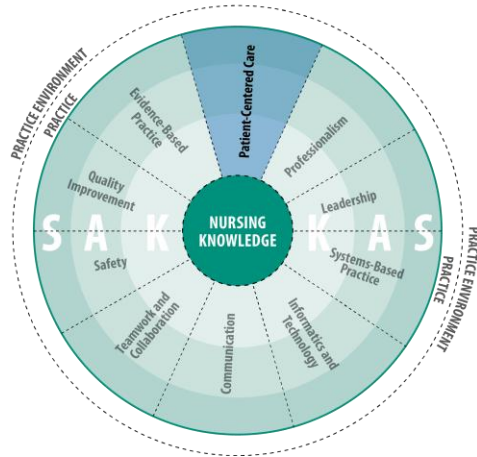 PRACTICE ENVIRONMENT
PRACTICE
Evidence-Based
Practice
Patient-Centered Care
Professionalism
Quality
Improvement
Leadership
S A K
NURSING
KNOWLEDGE
K A S
Safety
Systems-Based
Practice
Teamwork and
Collaboration
Communication
Informatics and
Technology
PRACTICE
PRACTICE ENVIRONMENT